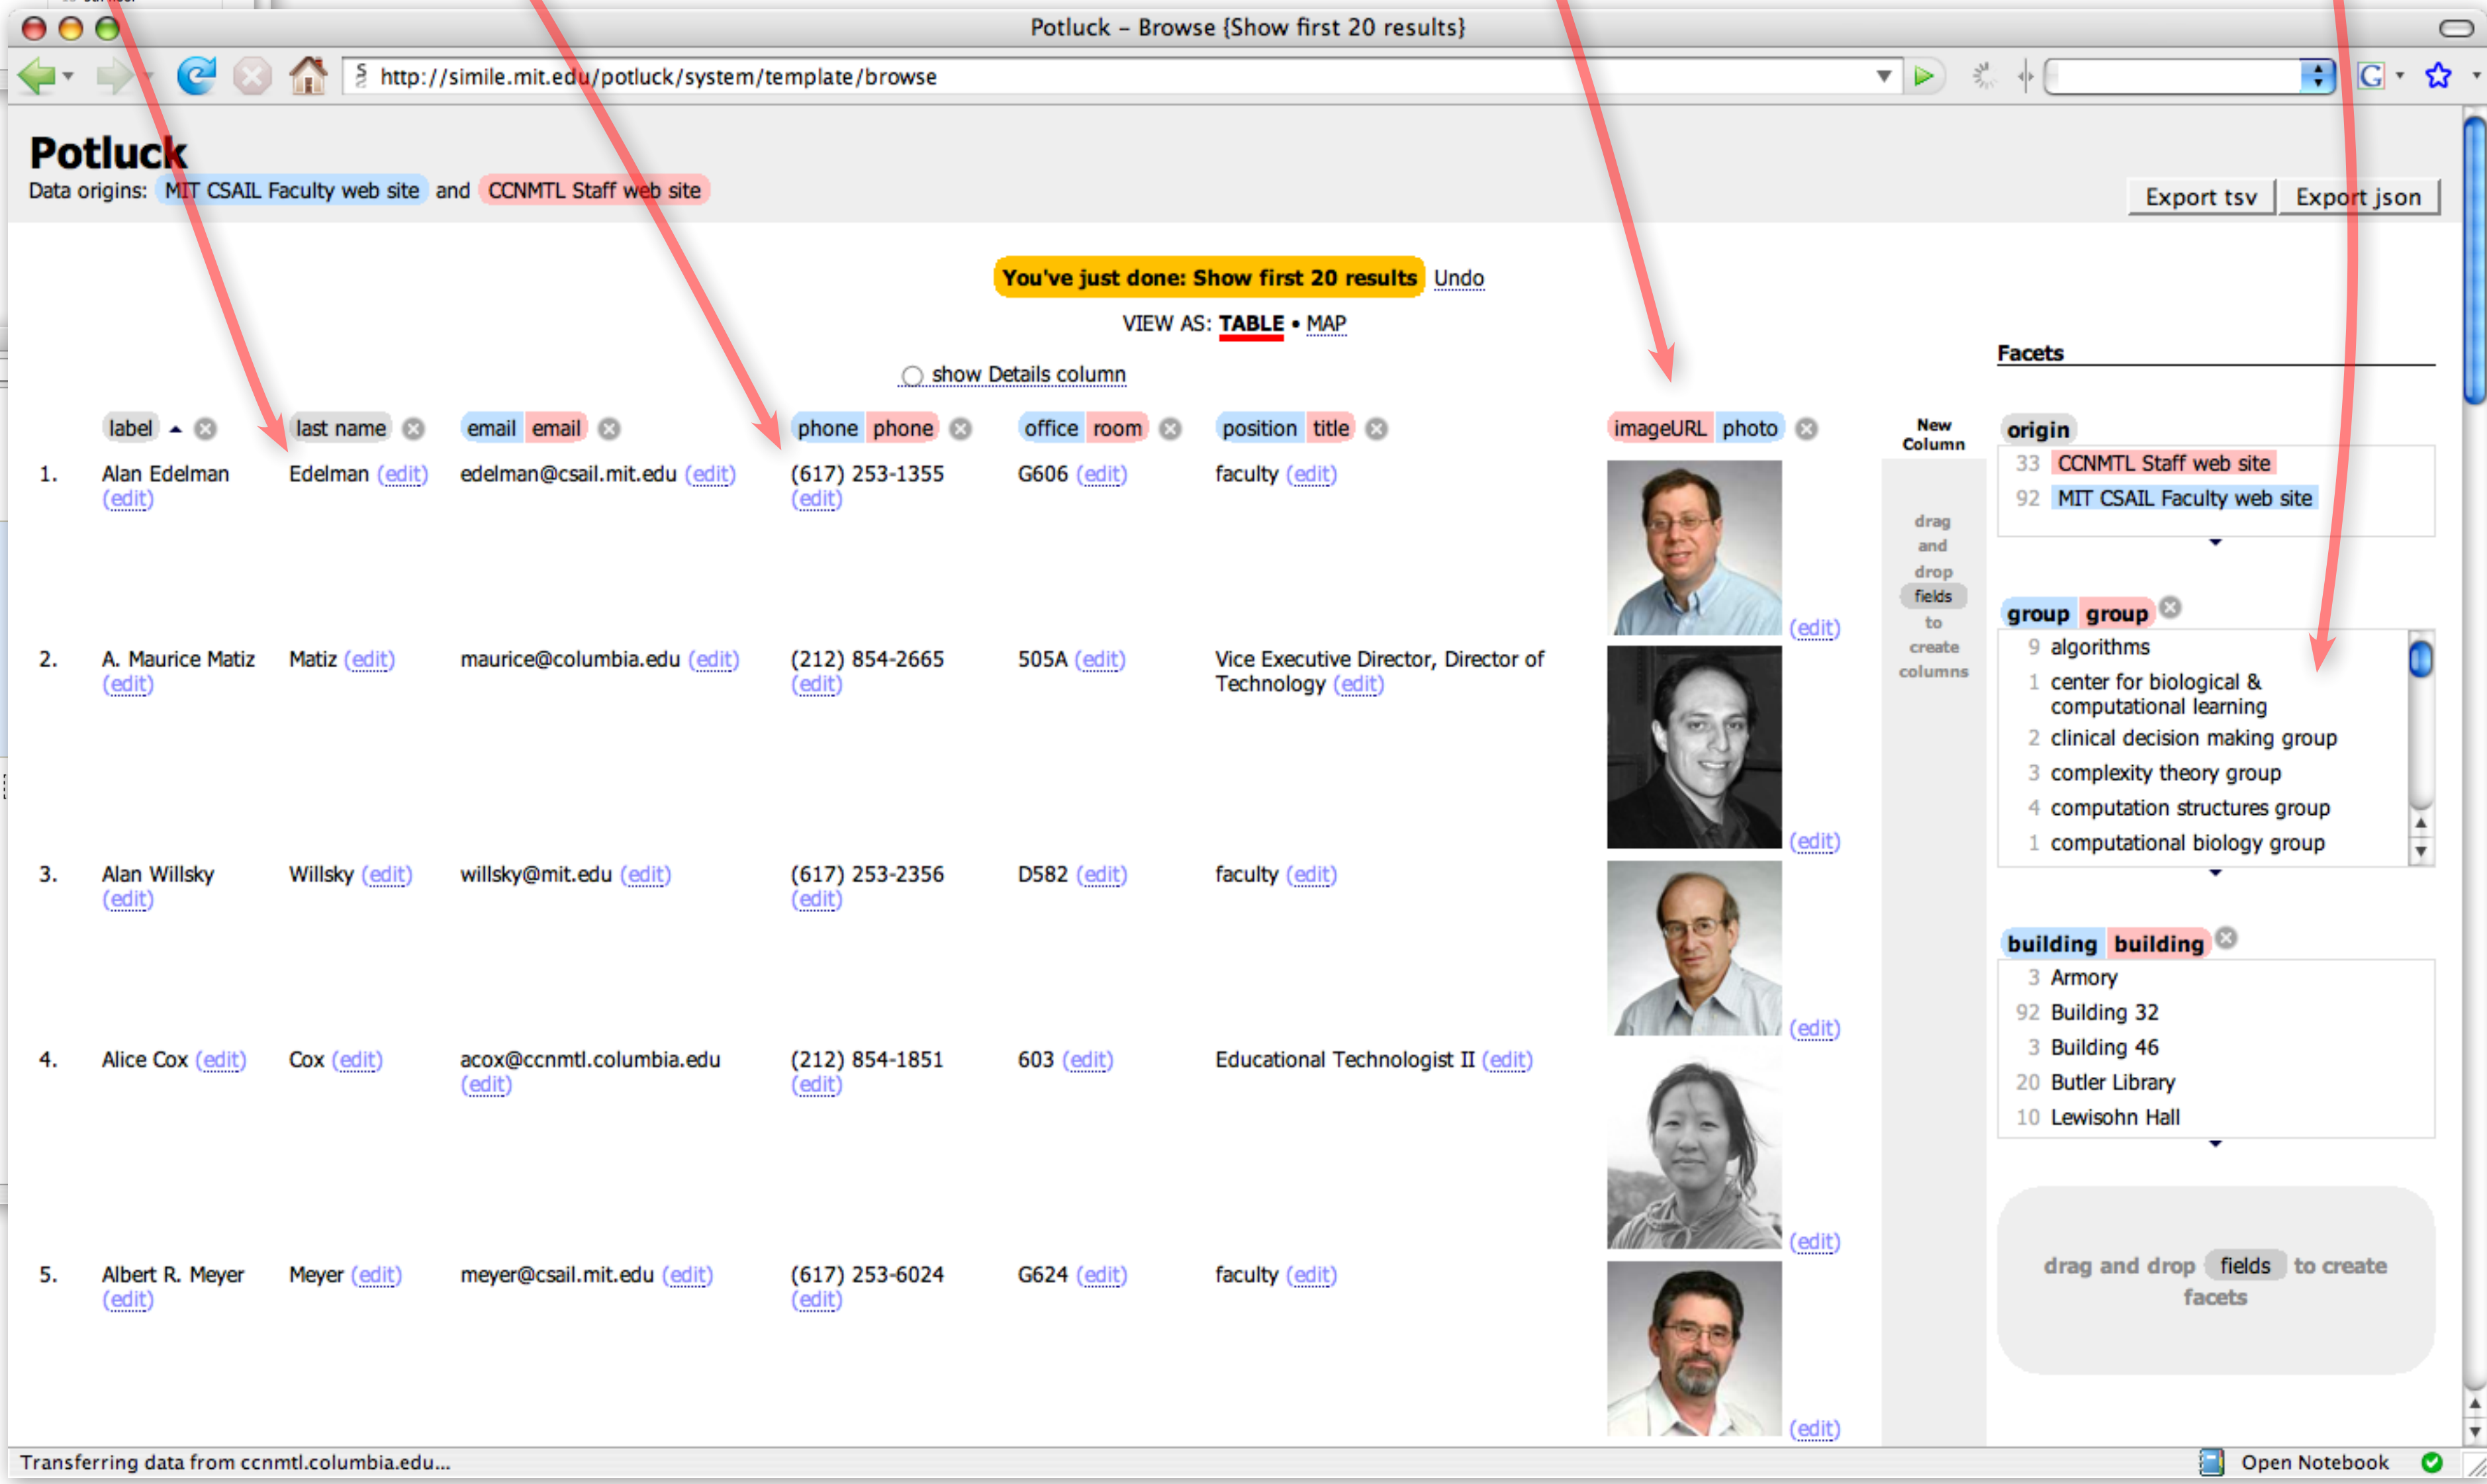 Potluck – Browse {Show first 20 results}
http://simile.mit.edu/potluck/system/template/browse
G
Potluck
Data origins: MIT CSAIL Faculty web site and CCNMTL Staff web site
Export tsv Export json
You've just done: Show first 20 results Undo
VIEW AS: TABLE • MAP
show Details column
label last name email email phone phone office room position title imageURL photo
1. Alan Edelman (edit) Edelman (edit) edelman@csail.mit.edu (edit) (617) 253-1355 (edit) G606 (edit) faculty (edit) (edit)
2. A. Maurice Matiz (edit) Matiz (edit) maurice@columbia.edu (edit) (212) 854-2665 (edit) 505A (edit) Vice Executive Director, Director of Technology (edit) (edit)
3. Alan Willsky (edit) Willsky (edit) willsky@mit.edu (edit) (617) 253-2356 (edit) D582 (edit) faculty (edit) (edit)
4. Alice Cox (edit) Cox (edit) acox@ccnmtl.columbia.edu (edit) (212) 854-1851 (edit) 603 (edit) Educational Technologist II (edit) (edit)
5. Albert R. Meyer (edit) Meyer (edit) meyer@csail.mit.edu (edit) (617) 253-6024 (edit) G624 (edit) faculty (edit) (edit)
New
Column
drag
and
drop
fields
to
create
columns
Facets
origin
33 CCNMTL Staff web site
92 MIT CSAIL Faculty web site
group group
9 algorithms
1 center for biological &
computational learning
2 clinical decision making group
3 complexity theory group
4 computation structures group
1 computational biology group
building building
3 Armory
92 Building 32
3 Building 46
20 Butler Library
10 Lewisohn Hall
drag and drop fields to create
facets
Transferring data from ccnmtl.columbia.edu...
Open Notebook